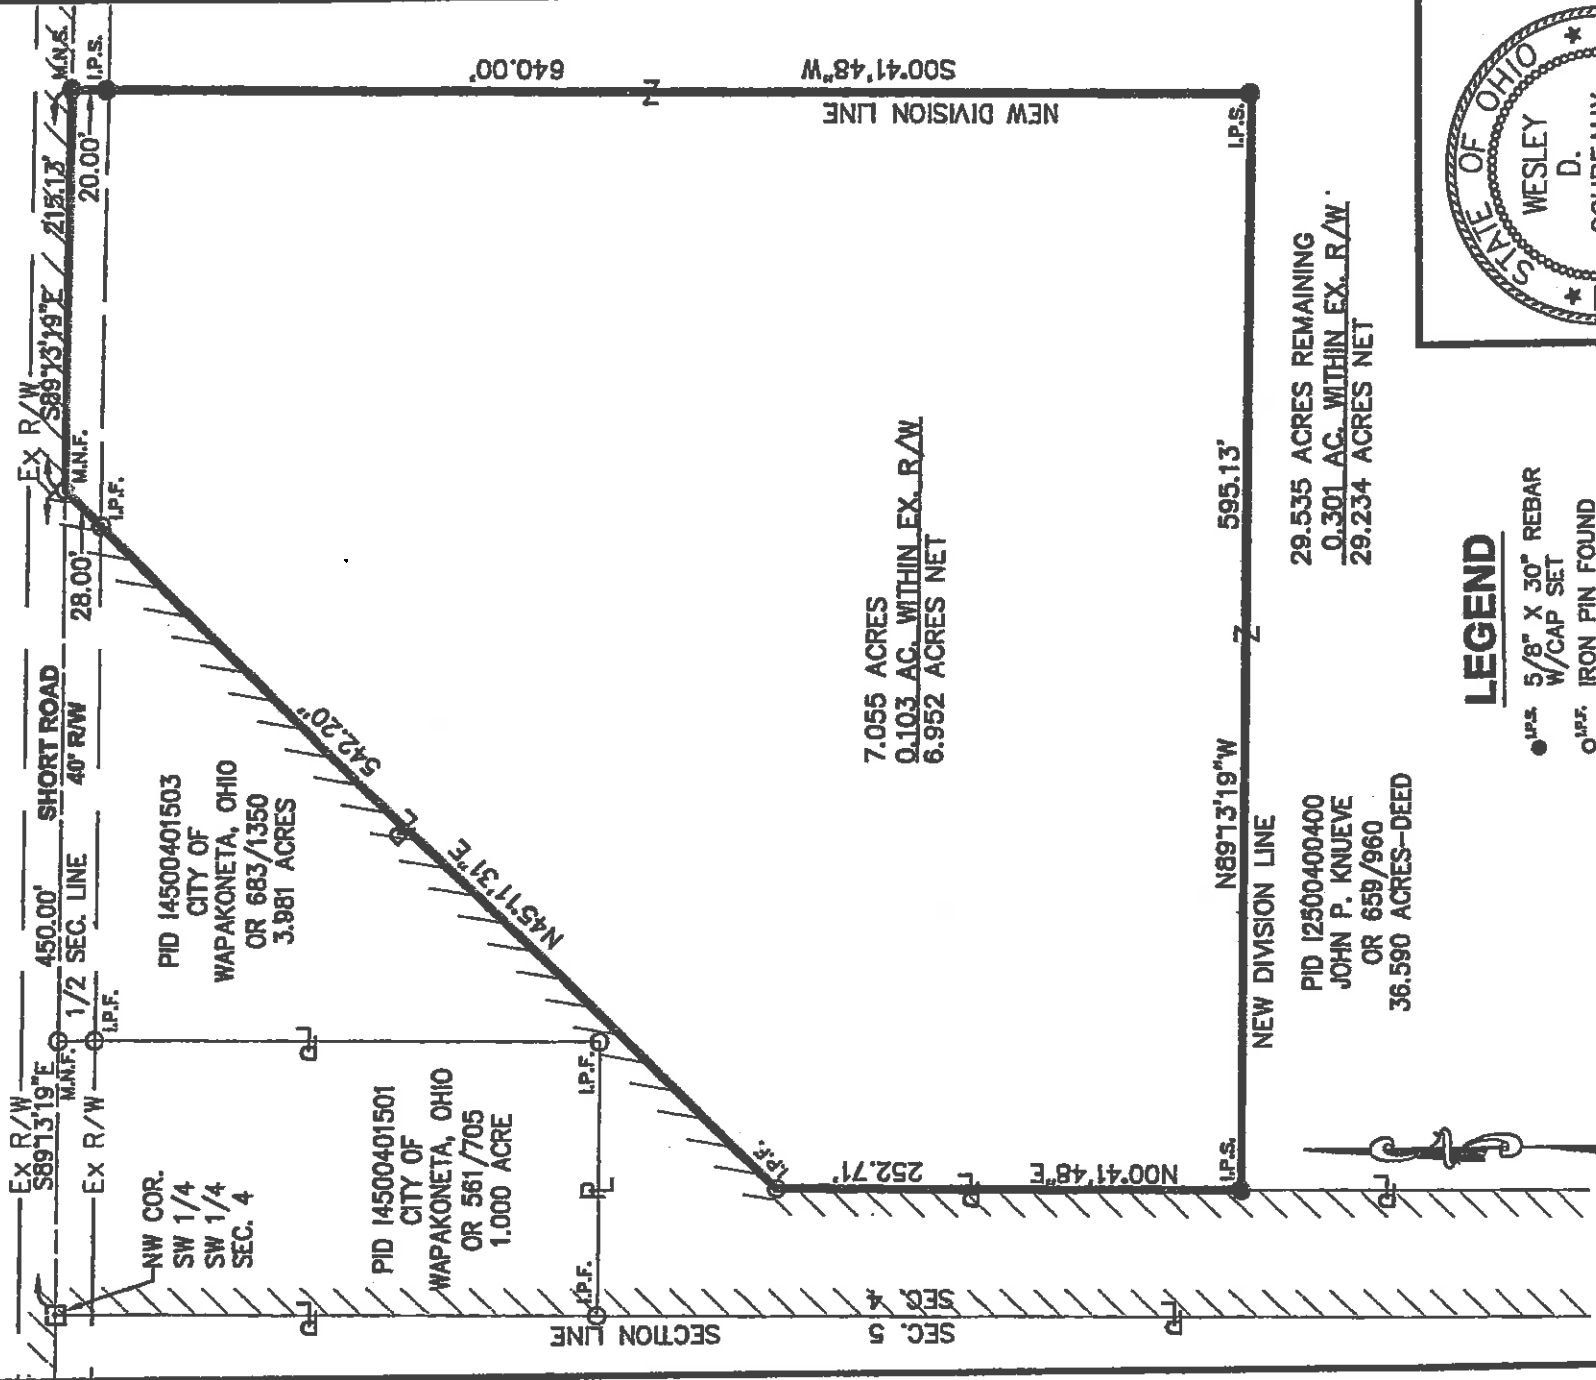 Ex R/W
Ex R/W
S89°13'19"E
450.00'
SHORT ROAD
1/2 SEC. LINE
40' R/W
28.00'
S89°13'19"E
215.13'
20.00'
M.N.S.
I.P.S.
M.N.F.
I.P.F.
M.N.F.
I.P.F.
Ex R/W
NW COR.
SW 1/4
SW 1/4
SEC. 4
PID I4500401503
CITY OF
WAPAKONETA, OHIO
OR 683/1350
3.981 ACRES
PID I4500401501
CITY OF
WAPAKONETA, OHIO
OR 561/705
1.000 ACRE
I.P.F.
I.P.F.
I.P.F.
N45°11'31"E
542.20"
640.00'
S00°41'48"W
NEW DIVISION LINE
I.P.S.
7.055 ACRES
0.103 AC. WITHIN EX. R/W
6.952 ACRES NET
252.71'
N00°41'48"E
I.P.S.
N89°13'19"W
595.13'
NEW DIVISION LINE
SECTION LINE
SEC. 5
SEC. 4
PID I2500400400
JOHN P. KNUEVE
OR 659/960
36.590 ACRES-DEED
29.535 ACRES REMAINING
0.301 AC. WITHIN EX. R/W
29.234 ACRES NET
LEGEND
I.P.S. 5/8" X 30" REBAR
W/CAP SET
I.P.F. IRON PIN FOUND
STATE OF OHIO
WESLEY
D.